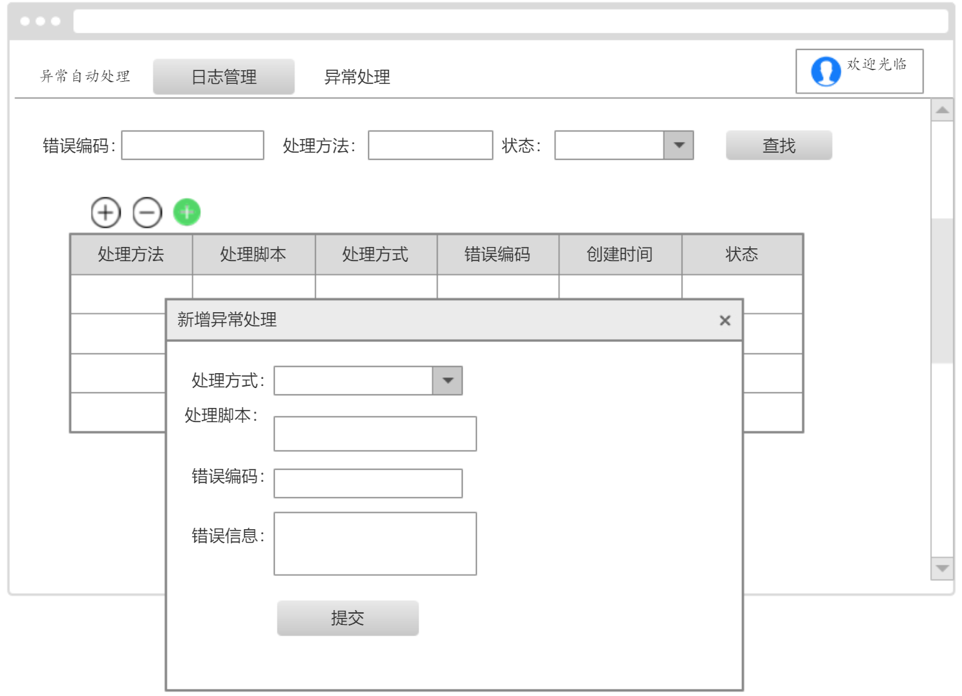 异常自动处理 日志管理 异常处理 欢迎光临
错误编码: 处理方法: 状态: 查找
处理方法 处理脚本 处理方式 错误编码 创建时间 状态
新增异常处理 ×
处理方式:
处理脚本:
错误编码:
错误信息:
提交